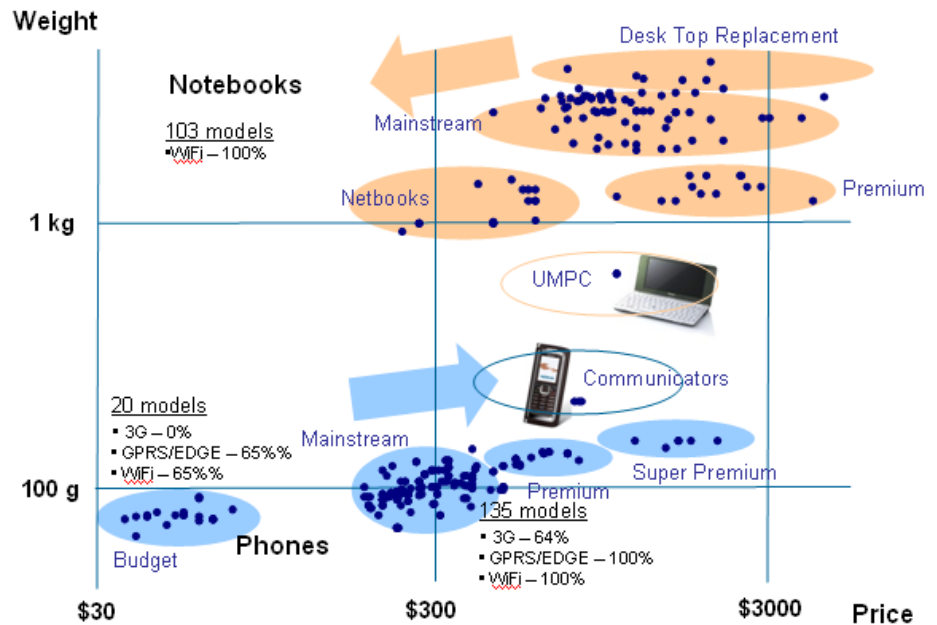 Weight
Desk Top Replacement
Notebooks
103 models
▪WiFi – 100%
Mainstream
Netbooks
Premium
1 kg
UMPC
Communicators
20 models
▪ 3G – 0%
▪ GPRS/EDGE – 65%%
▪ WiFi – 65%%
Mainstream
Super Premium
Premium
100 g
135 models
▪ 3G – 64%
▪ GPRS/EDGE – 100%
▪ WiFi – 100%
Phones
Budget
$30
$300
$3000
Price